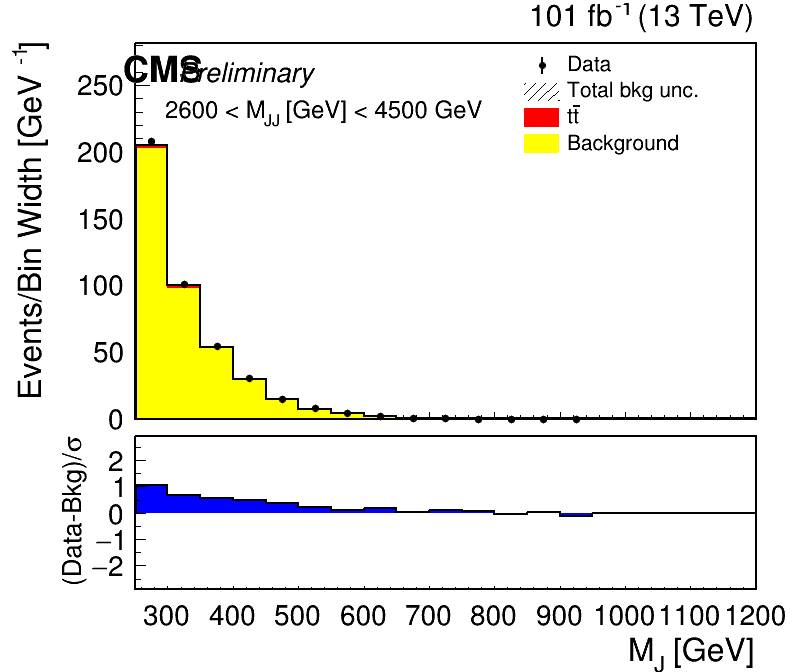 101 fb⁻¹ (13 TeV)
CMS Preliminary
2600 < M_JJ [GeV] < 4500 GeV
Data
Total bkg unc.
tt̄
Background
Events/Bin Width [GeV⁻¹]
250
200
150
100
50
0
(Data-Bkg)/σ
2
1
0
−1
−2
300 400 500 600 700 800 900 1000 1100 1200
M_J [GeV]